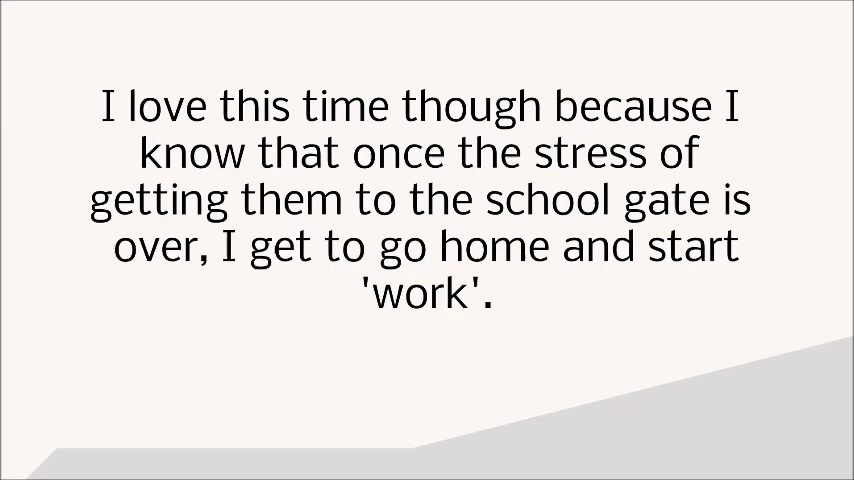 I love this time though because I
know that once the stress of
getting them to the school gate is
over, I get to go home and start
'work'.